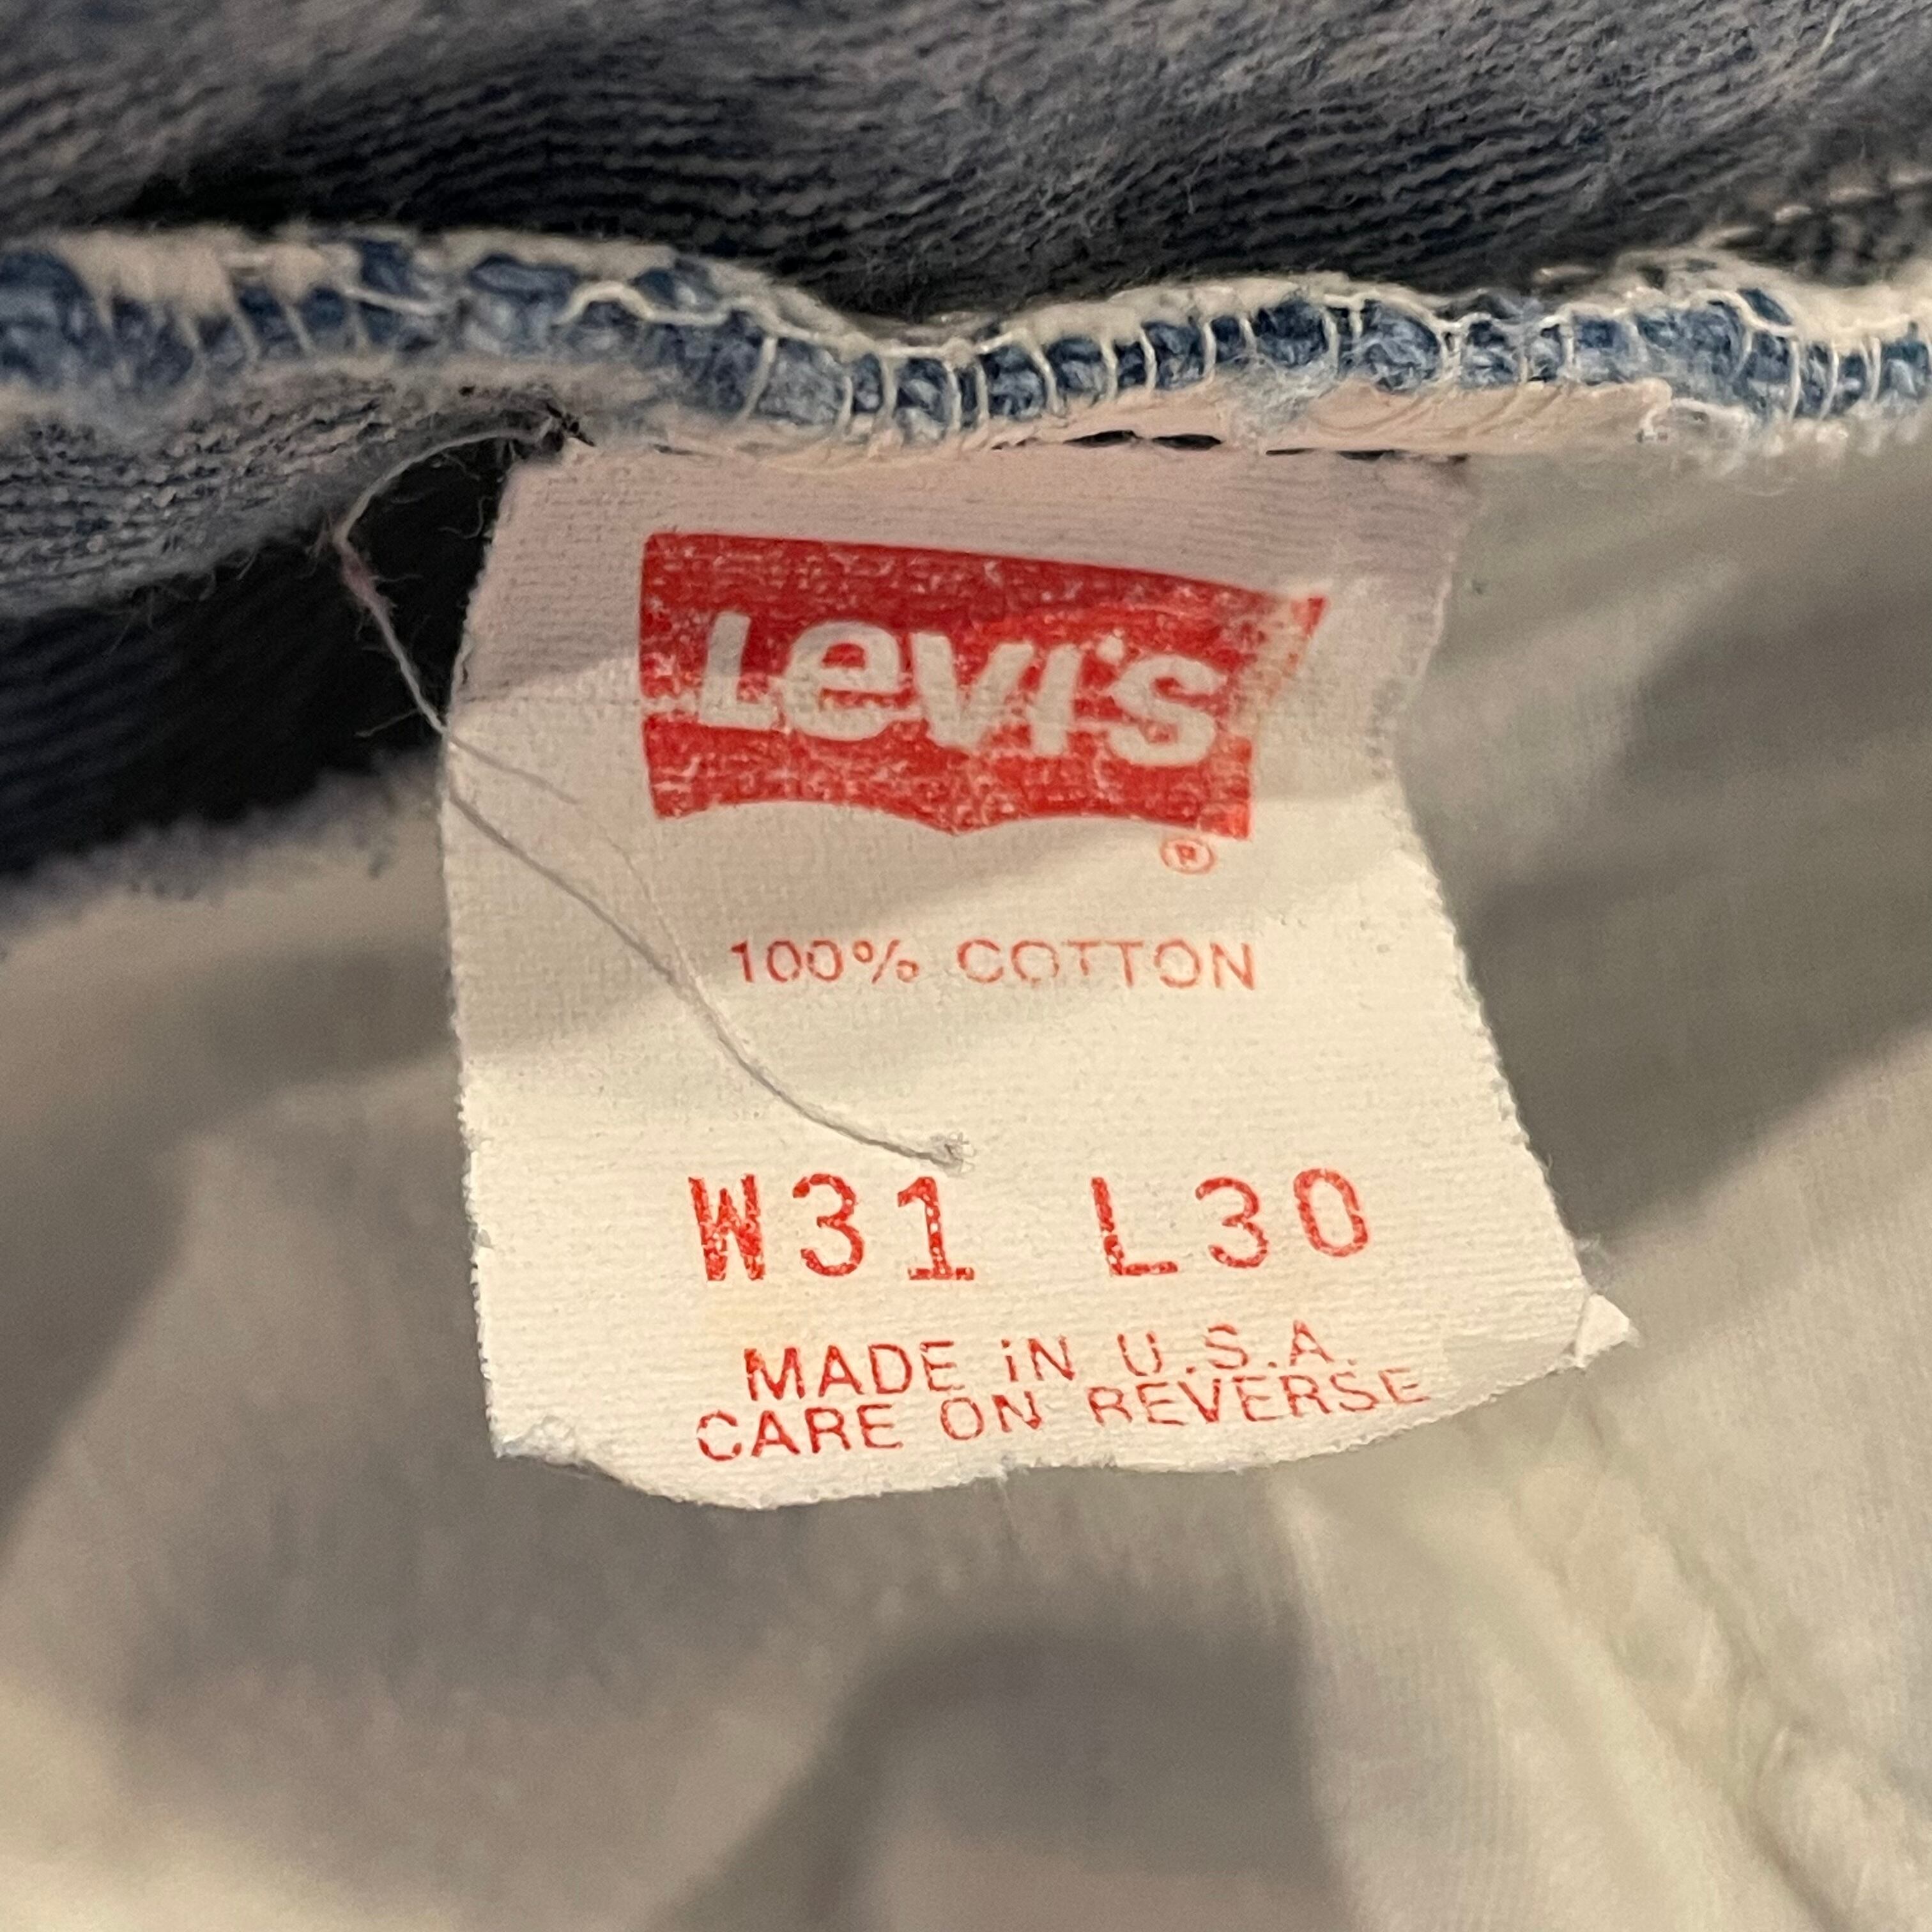 Levi's
®
100% COTTON
W31 L30
MADE iN U.S.A.
CARE ON REVERSE